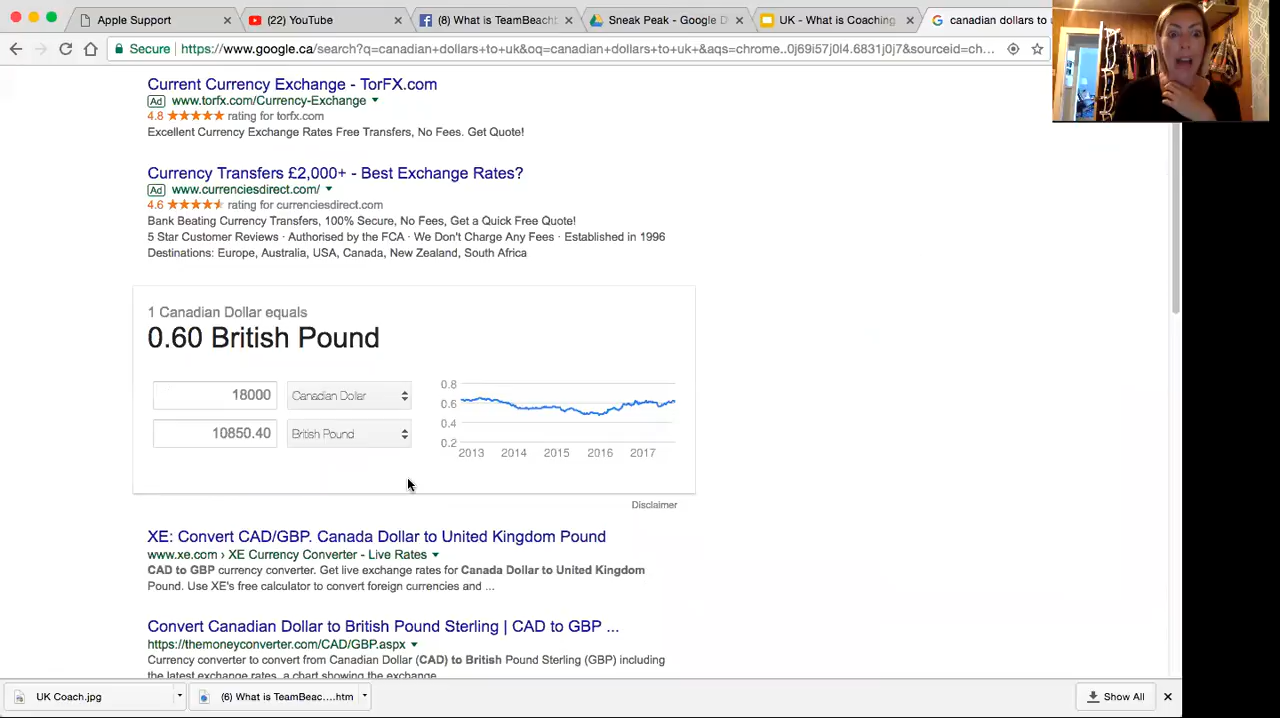 Apple Support
(22) YouTube
(8) What is TeamBeacht
Sneak Peak - Google D
UK - What is Coaching
canadian dollars to u
Secure
https://www.google.ca/search?q=canadian+dollars+to+uk&oq=canadian+dollars+to+uk+&aqs=chrome..0j69i57j0l4.6831j0j7&sourceid=ch...
Current Currency Exchange - TorFX.com
Ad www.torfx.com/Currency-Exchange
4.8 ★★★★★ rating for torfx.com
Excellent Currency Exchange Rates Free Transfers, No Fees. Get Quote!
Currency Transfers £2,000+ - Best Exchange Rates?
Ad www.currenciesdirect.com/
4.6 ★★★★★ rating for currenciesdirect.com
Bank Beating Currency Transfers, 100% Secure, No Fees, Get a Quick Free Quote!
5 Star Customer Reviews · Authorised by the FCA · We Don't Charge Any Fees · Established in 1996
Destinations: Europe, Australia, USA, Canada, New Zealand, South Africa
1 Canadian Dollar equals
0.60 British Pound
18000 Canadian Dollar
10850.40 British Pound
0.8
0.6
0.4
0.2
2013 2014 2015 2016 2017
Disclaimer
XE: Convert CAD/GBP. Canada Dollar to United Kingdom Pound
www.xe.com › XE Currency Converter - Live Rates
CAD to GBP currency converter. Get live exchange rates for Canada Dollar to United Kingdom
Pound. Use XE's free calculator to convert foreign currencies and ...
Convert Canadian Dollar to British Pound Sterling | CAD to GBP ...
https://themoneyconverter.com/CAD/GBP.aspx
Currency converter to convert from Canadian Dollar (CAD) to British Pound Sterling (GBP) including
the latest exchange rates, a chart showing the exchange
UK Coach.jpg
(6) What is TeamBeac....htm
Show All